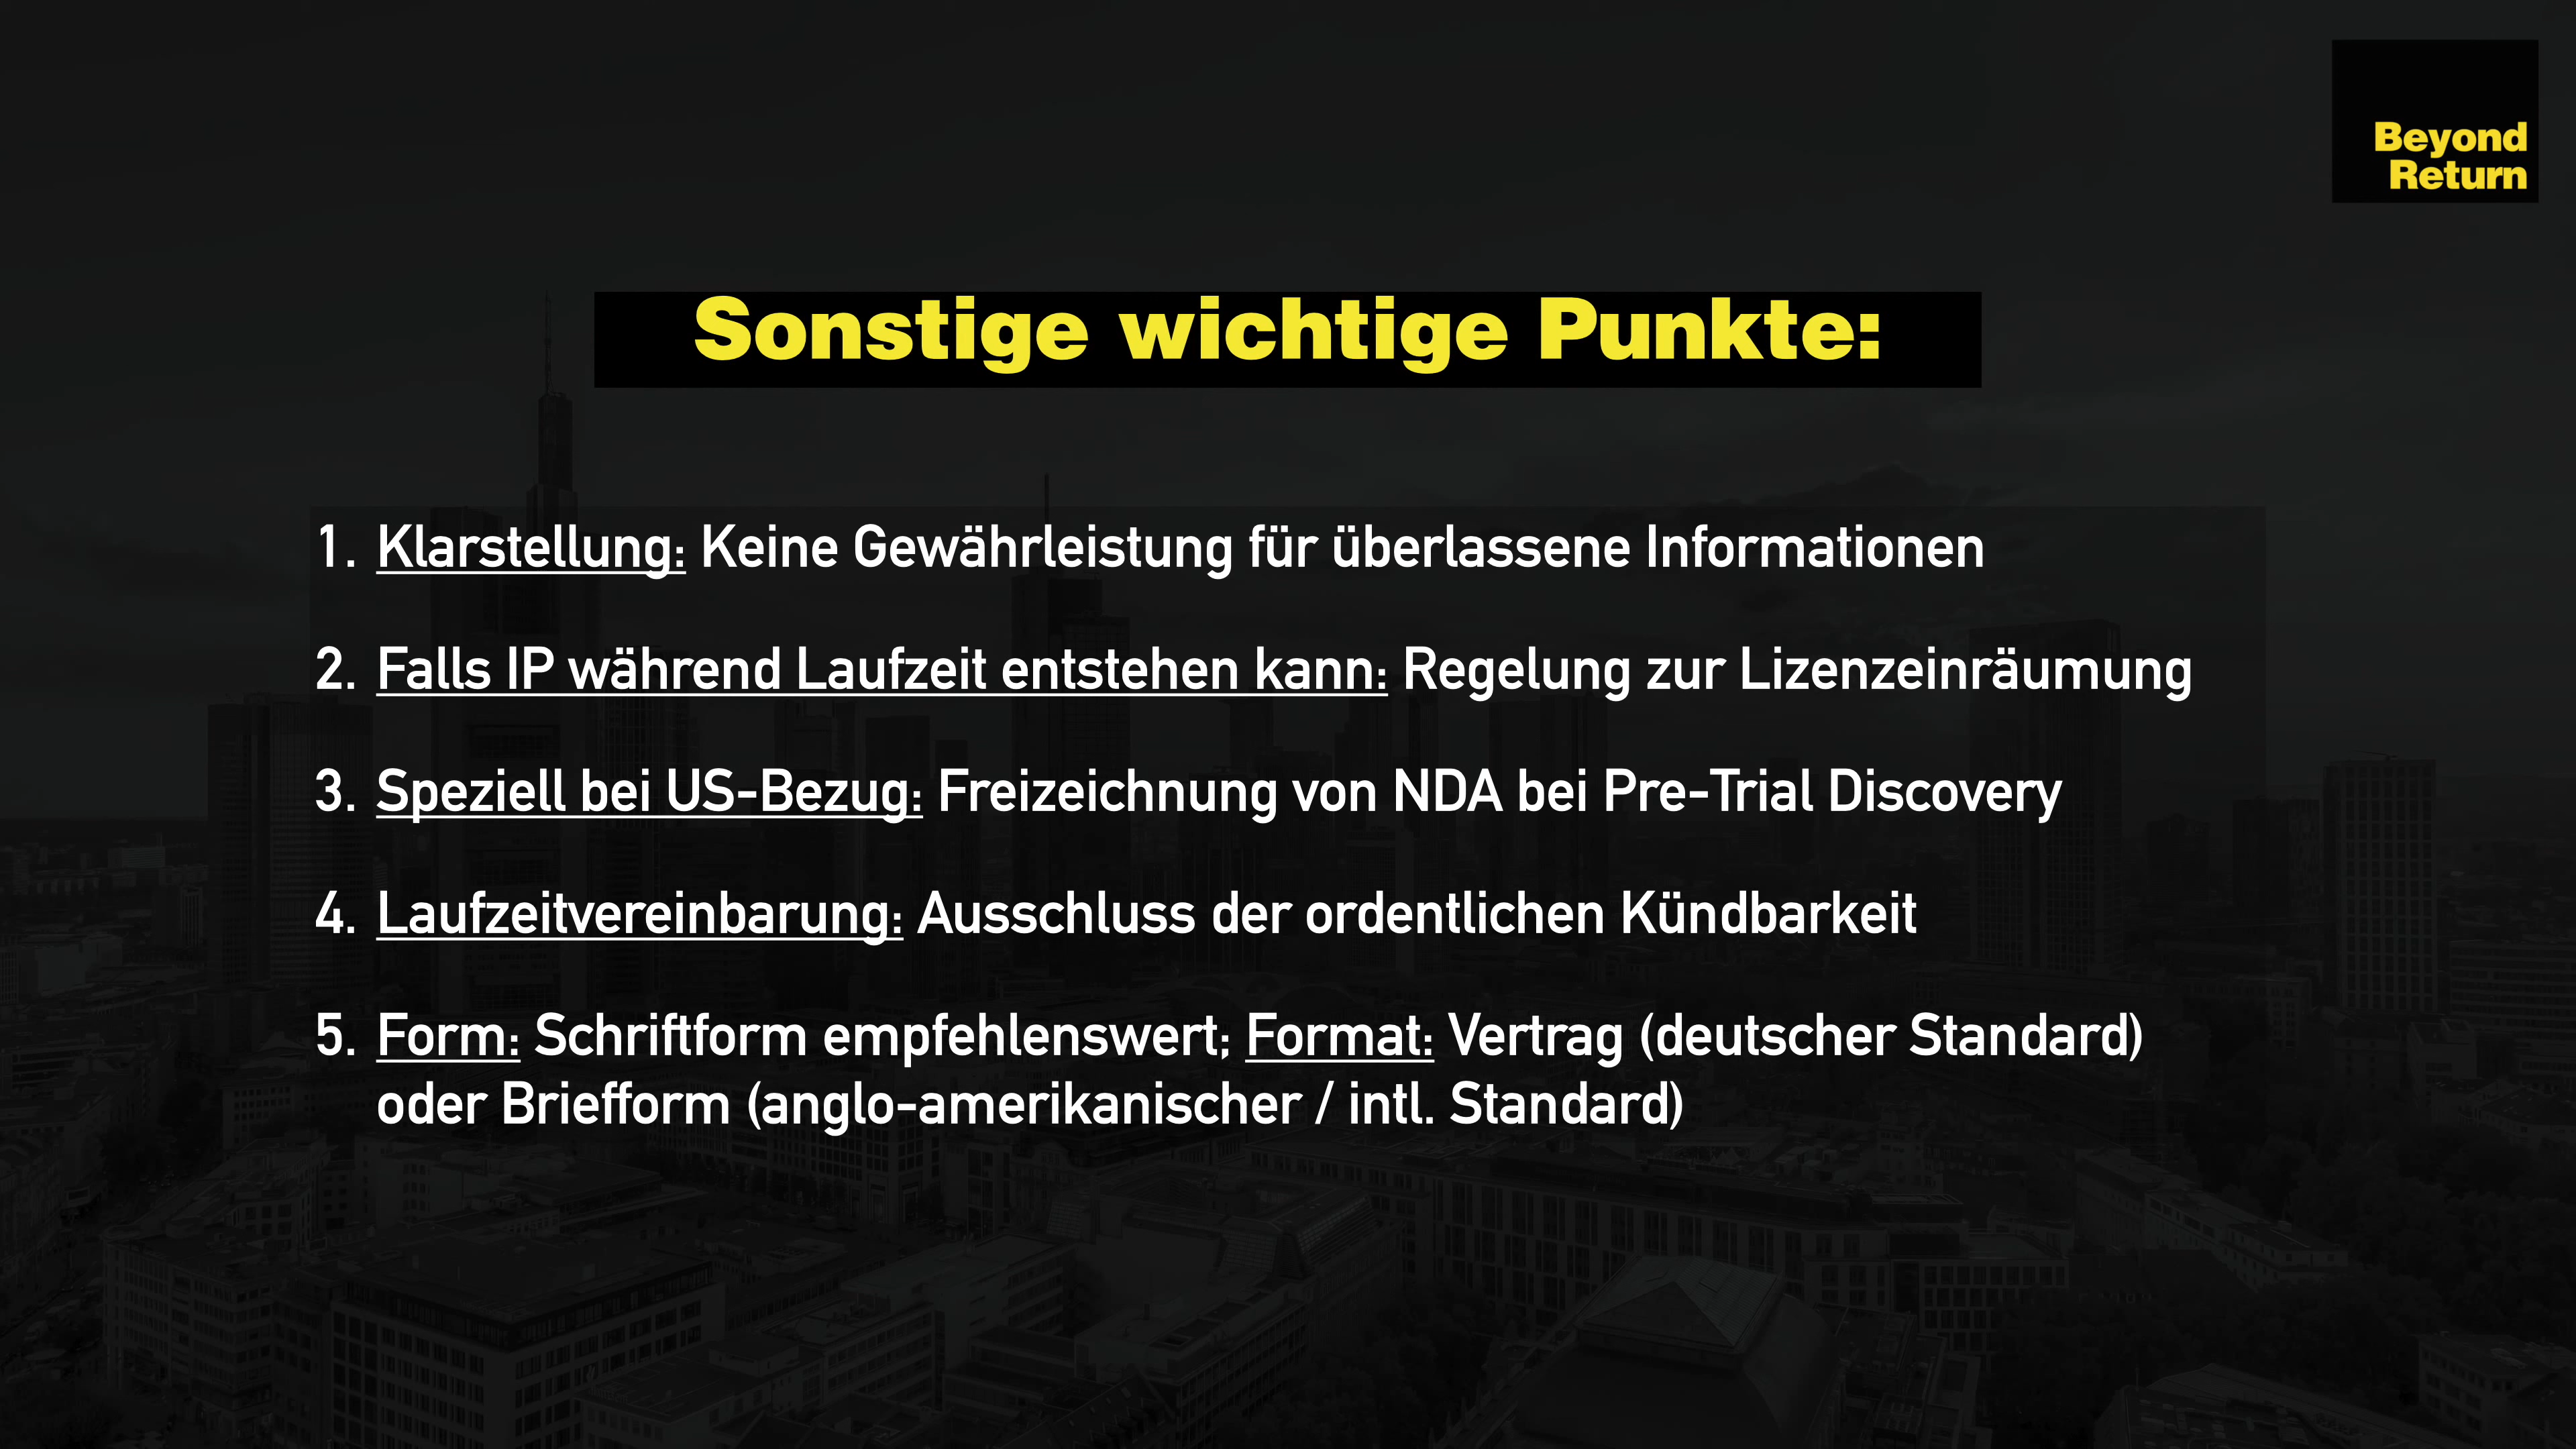 Beyond
Return
Sonstige wichtige Punkte:
1. Klarstellung: Keine Gewährleistung für überlassene Informationen
2. Falls IP während Laufzeit entstehen kann: Regelung zur Lizenzeinräumung
3. Speziell bei US-Bezug: Freizeichnung von NDA bei Pre-Trial Discovery
4. Laufzeitvereinbarung: Ausschluss der ordentlichen Kündbarkeit
5. Form: Schriftform empfehlenswert; Format: Vertrag (deutscher Standard)
oder Briefform (anglo-amerikanischer / intl. Standard)